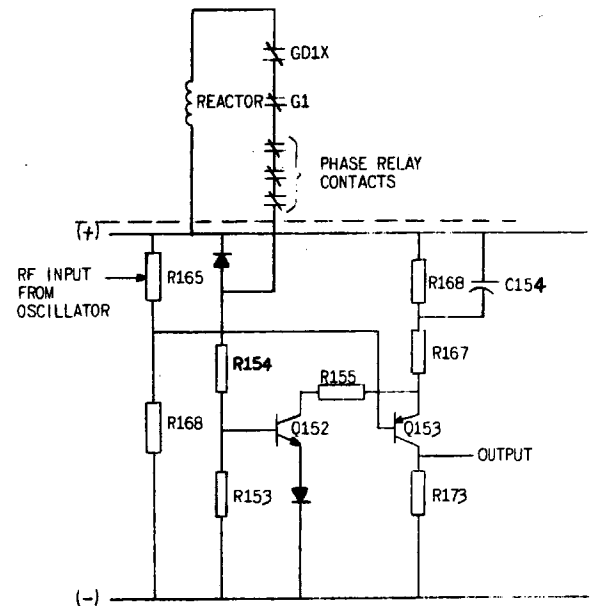 GD1X
REACTOR
G1
PHASE RELAY
CONTACTS
(+)
RF INPUT
FROM
OSCILLATOR
R165
R168
C154
R154
R167
R155
R168
Q152
Q153
OUTPUT
R153
R173
(-)